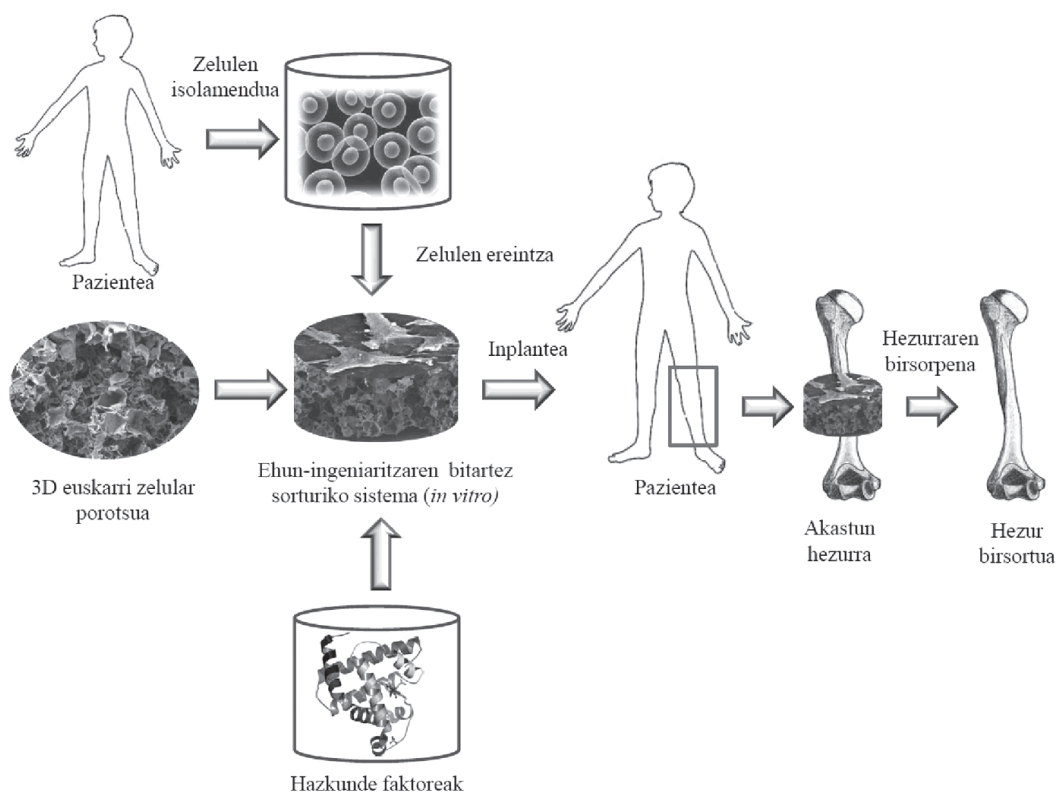 Zelulen
isolamendua
Pazientea
Zelulen ereintza
3D euskarri zelular
porotsua
Ehun-ingeniaritzaren bitartez
sorturiko sistema (in vitro)
Inplantea
Pazientea
Hezurraren
birsorpena
Akastun
hezurra
Hezur
birsortua
Hazkunde faktoreak